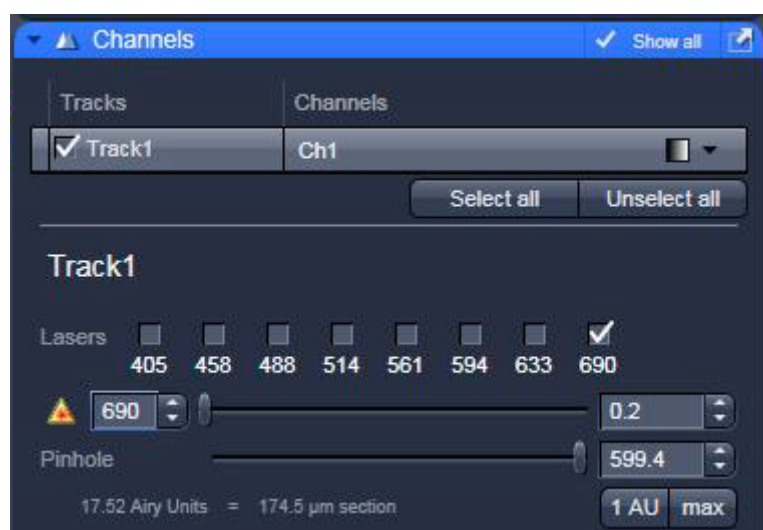 Channels Show all
Tracks Channels
Track1 Ch1
Select all Unselect all
Track1
Lasers
405 458 488 514 561 594 633 690
690 0.2
Pinhole 599.4
17.52 Airy Units = 174.5 µm section 1 AU max